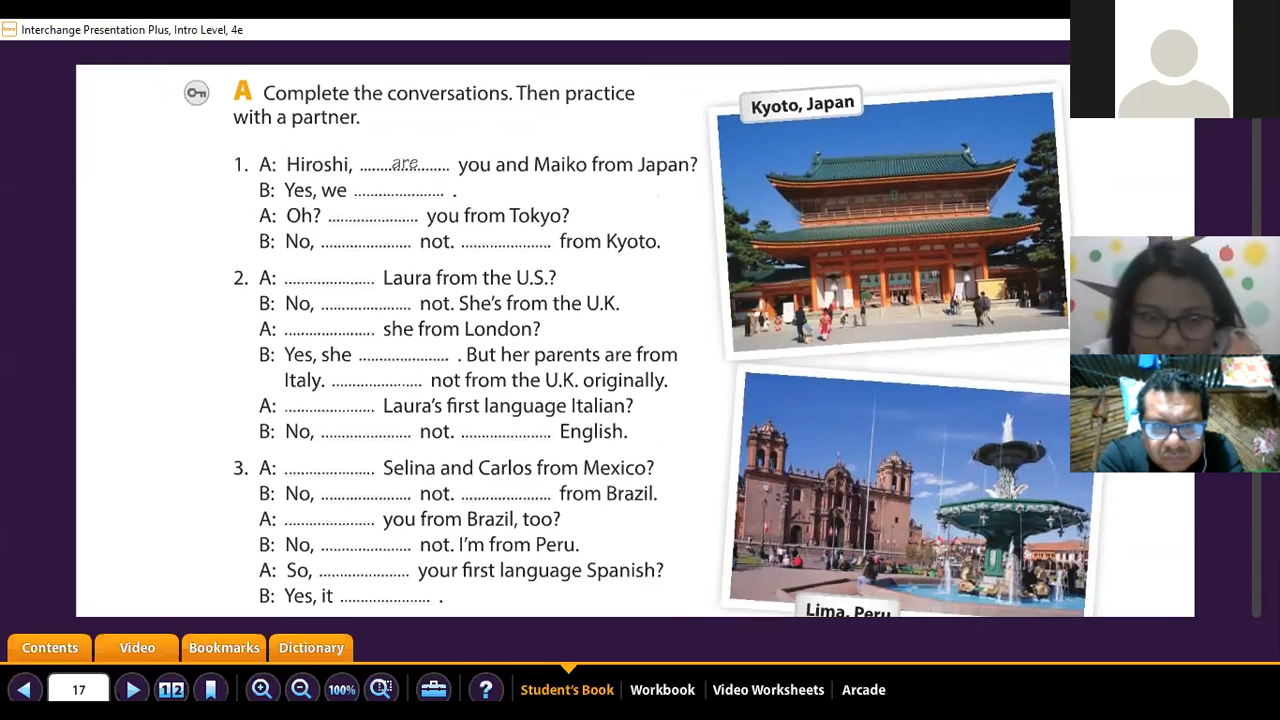 Interchange Presentation Plus, Intro Level, 4e
A Complete the conversations. Then practice
with a partner.
1. A: Hiroshi, ......are...... you and Maiko from Japan?
B: Yes, we ...................... .
A: Oh? ...................... you from Tokyo?
B: No, ...................... not. ...................... from Kyoto.
2. A: ...................... Laura from the U.S.?
B: No, ...................... not. She's from the U.K.
A: ...................... she from London?
B: Yes, she ...................... . But her parents are from
Italy. ...................... not from the U.K. originally.
A: ...................... Laura's first language Italian?
B: No, ...................... not. ...................... English.
3. A: ...................... Selina and Carlos from Mexico?
B: No, ...................... not. ...................... from Brazil.
A: ...................... you from Brazil, too?
B: No, ...................... not. I'm from Peru.
A: So, ...................... your first language Spanish?
B: Yes, it ...................... .
Kyoto, Japan
Lima, Peru
Contents Video Bookmarks Dictionary
17 12 100% ? Student's Book Workbook Video Worksheets Arcade